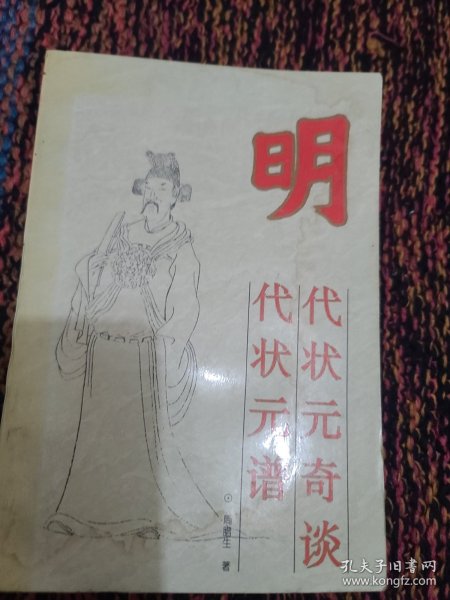 明
代状元奇谈
代状元谱
⊙周腊生 著
孔夫子旧书网
www.kongfz.com